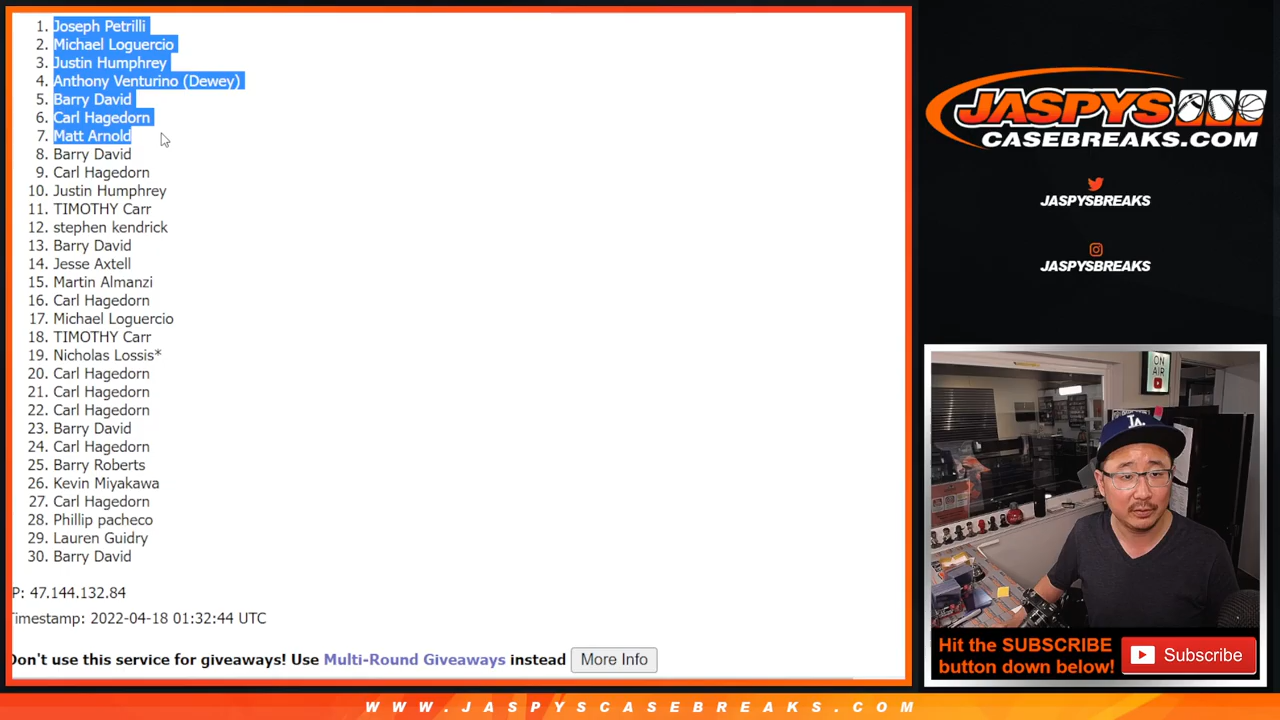 1. Joseph Petrilli
2. Michael Loguercio
3. Justin Humphrey
4. Anthony Venturino (Dewey)
5. Barry David
6. Carl Hagedorn
7. Matt Arnold
8. Barry David
9. Carl Hagedorn
10. Justin Humphrey
11. TIMOTHY Carr
12. stephen kendrick
13. Barry David
14. Jesse Axtell
15. Martin Almanzi
16. Carl Hagedorn
17. Michael Loguercio
18. TIMOTHY Carr
19. Nicholas Lossis*
20. Carl Hagedorn
21. Carl Hagedorn
22. Carl Hagedorn
23. Barry David
24. Carl Hagedorn
25. Barry Roberts
26. Kevin Miyakawa
27. Carl Hagedorn
28. Phillip pacheco
29. Lauren Guidry
30. Barry David
P: 47.144.132.84
Timestamp: 2022-04-18 01:32:44 UTC
Don't use this service for giveaways! Use Multi-Round Giveaways instead More Info
JASPYS
CASEBREAKS.COM
JASPYSBREAKS
JASPYSBREAKS
ON
AIR
LA
Hit the SUBSCRIBE
button down below!
Subscribe
WWW.JASPYSCASEBREAKS.COM